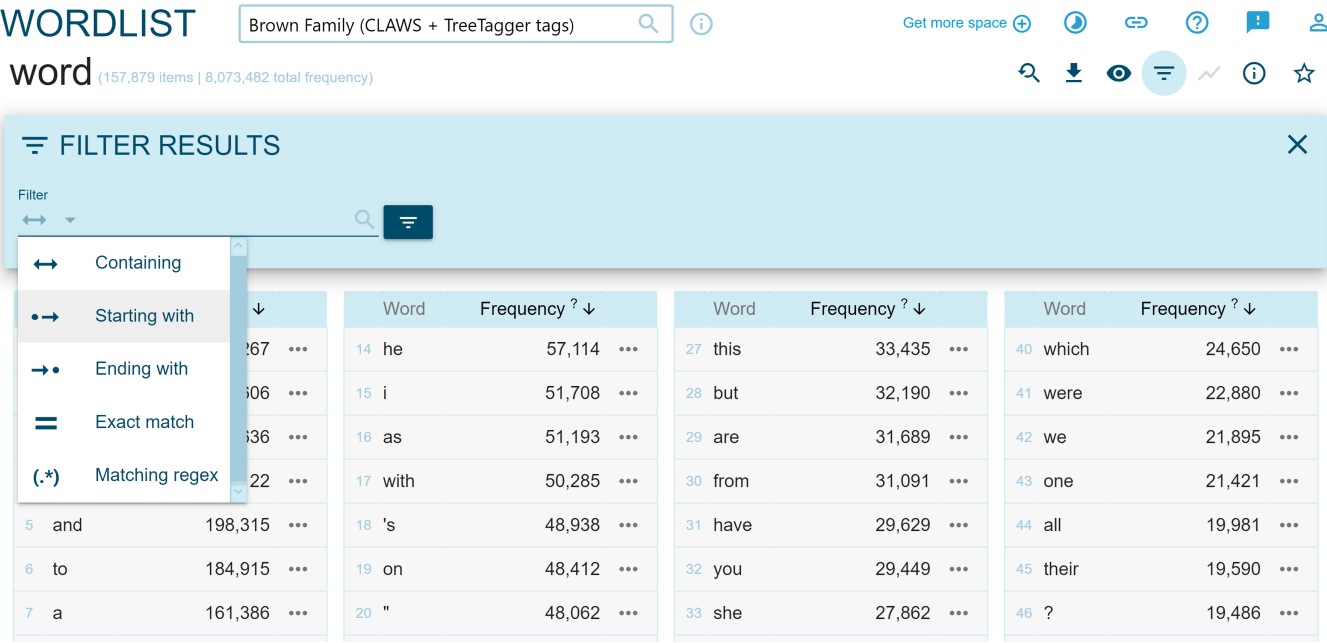 WORDLIST
Brown Family (CLAWS + TreeTagger tags)
Get more space
word (157,879 items | 8,073,482 total frequency)
FILTER RESULTS
Filter
Containing
Starting with
Ending with
Exact match
(.*) Matching regex
Word Frequency ? Word Frequency ? Word Frequency ?
267 14 he 57,114 27 this 33,435 40 which 24,650
606 15 i 51,708 28 but 32,190 41 were 22,880
636 16 as 51,193 29 are 31,689 42 we 21,895
22 17 with 50,285 30 from 31,091 43 one 21,421
5 and 198,315 18 's 48,938 31 have 29,629 44 all 19,981
6 to 184,915 19 on 48,412 32 you 29,449 45 their 19,590
7 a 161,386 20 " 48,062 33 she 27,862 46 ? 19,486